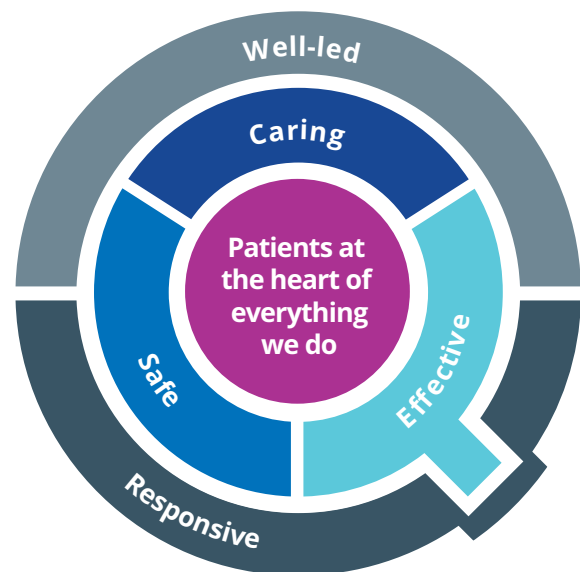 Well-led
Caring
Patients at
the heart of
everything
we do
Safe
Effective
Responsive